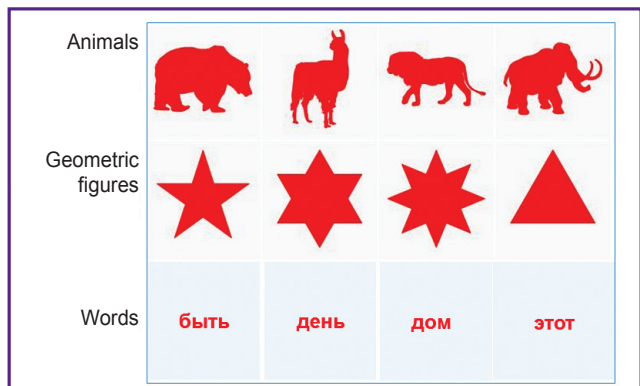 Animals
Geometric
figures
Words
быть
день
дом
этот